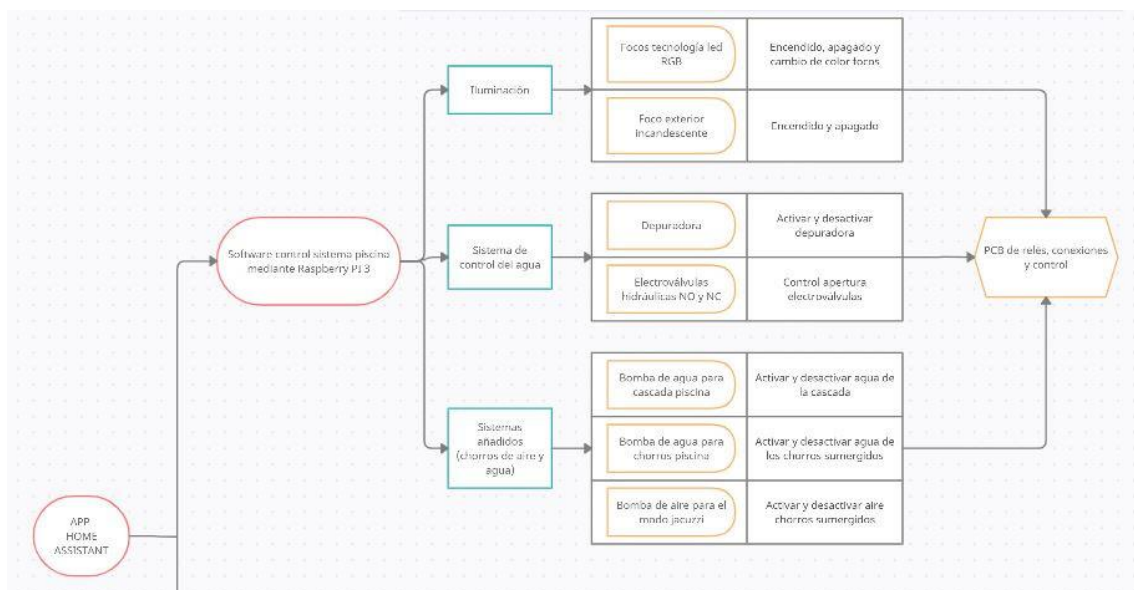 Focos tecnología led
RGB
Encendido, apagado y
cambio de color focos
Iluminación
Foco exterior
incandescente
Encendido y apagado
Software control sistema piscina
mediante Raspberry PI 3
Sistema de
control del agua
Depuradora
Activar y desactivar
depuradora
Electroválvulas
hidráulicas NO y NC
Control apertura
electroválvulas
PCB de relés, conexiones
y control
Bomba de agua para
cascada piscina
Activar y desactivar agua de
la cascada
Sistemas
añadidos
(chorros de aire y
agua)
Bomba de agua para
chorros piscina
Activar y desactivar agua de
los chorros sumergidos
Bomba de aire para el
modo jacuzzi
Activar y desactivar aire
chorros sumergidos
APP
HOME
ASSISTANT